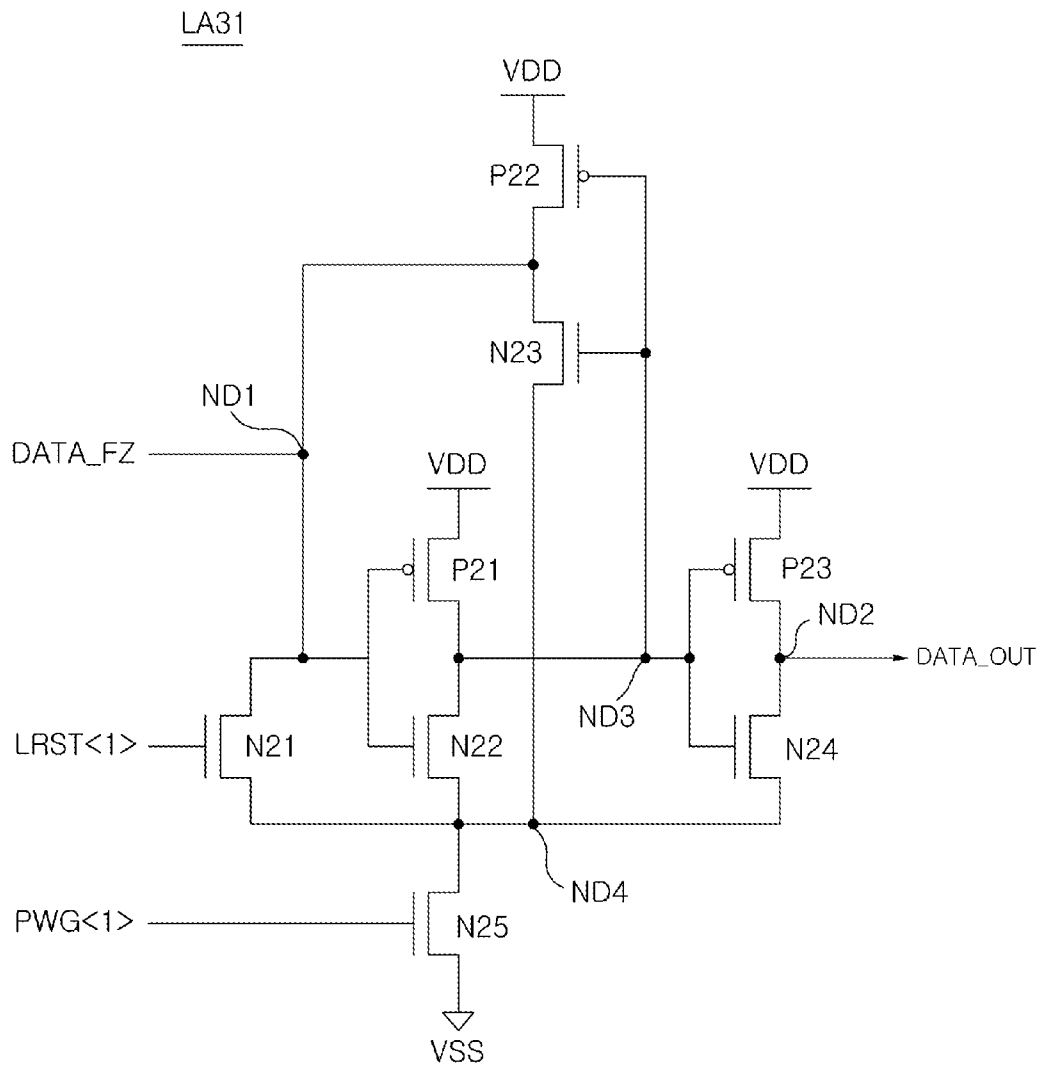 LA31
VDD
P22
N23
ND1
DATA_FZ
VDD
VDD
P21
P23
ND2
DATA_OUT
ND3
LRST<1>
N21
N22
N24
ND4
PWG<1>
N25
VSS